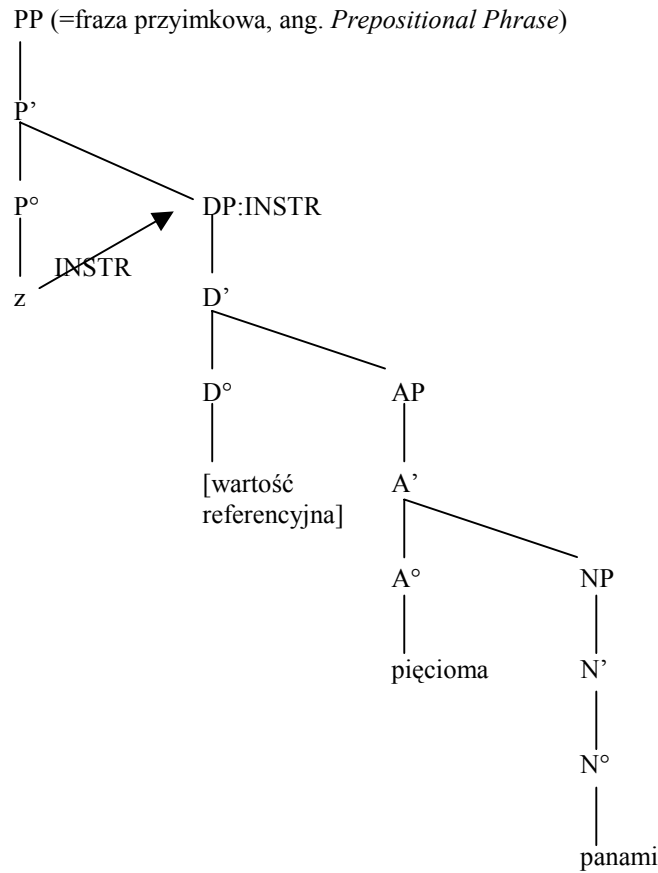 PP (=fraza przyimkowa, ang. Prepositional Phrase)
P’
P° DP:INSTR
INSTR
z D’
D° AP
[wartość A’
referencyjna]
A° NP
pięcioma N’
N°
panami